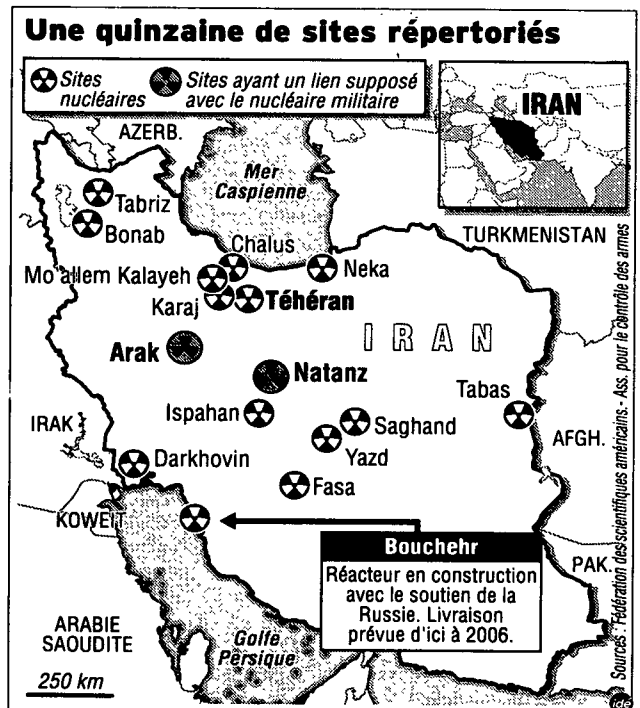 Une quinzaine de sites répertoriés
Sites
nucléaires
Sites ayant un lien supposé
avec le nucléaire militaire
IRAN
AZERB.
Mer
Caspienne
Tabriz
Bonab
TURKMENISTAN
Chalus
Neka
Mo'allem Kalayeh
Karaj
Téhéran
IRAN
Arak
Natanz
Tabas
Ispahan
Saghand
IRAK
AFGH.
Yazd
Darkhovin
Fasa
KOWEIT
Bouchehr
Réacteur en construction
avec le soutien de la
Russie. Livraison
prévue d'ici à 2006.
PAK.
ARABIE
SAOUDITE
Golfe
Persique
250 km
Sources : Fédération des scientifiques américains.- Ass. pour le contrôle des armes
ide